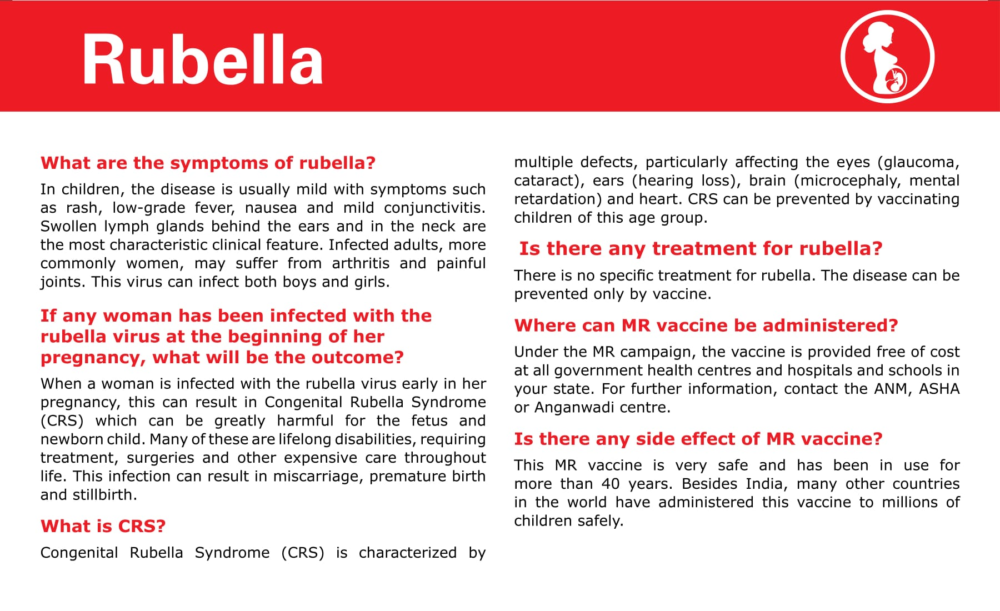 Rubella
What are the symptoms of rubella?
In children, the disease is usually mild with symptoms such
as rash, low-grade fever, nausea and mild conjunctivitis.
Swollen lymph glands behind the ears and in the neck are
the most characteristic clinical feature. Infected adults, more
commonly women, may suffer from arthritis and painful
joints. This virus can infect both boys and girls.
If any woman has been infected with the
rubella virus at the beginning of her
pregnancy, what will be the outcome?
When a woman is infected with the rubella virus early in her
pregnancy, this can result in Congenital Rubella Syndrome
(CRS) which can be greatly harmful for the fetus and
newborn child. Many of these are lifelong disabilities, requiring
treatment, surgeries and other expensive care throughout
life. This infection can result in miscarriage, premature birth
and stillbirth.
What is CRS?
Congenital Rubella Syndrome (CRS) is characterized by
multiple defects, particularly affecting the eyes (glaucoma,
cataract), ears (hearing loss), brain (microcephaly, mental
retardation) and heart. CRS can be prevented by vaccinating
children of this age group.
Is there any treatment for rubella?
There is no specific treatment for rubella. The disease can be
prevented only by vaccine.
Where can MR vaccine be administered?
Under the MR campaign, the vaccine is provided free of cost
at all government health centres and hospitals and schools in
your state. For further information, contact the ANM, ASHA
or Anganwadi centre.
Is there any side effect of MR vaccine?
This MR vaccine is very safe and has been in use for
more than 40 years. Besides India, many other countries
in the world have administered this vaccine to millions of
children safely.